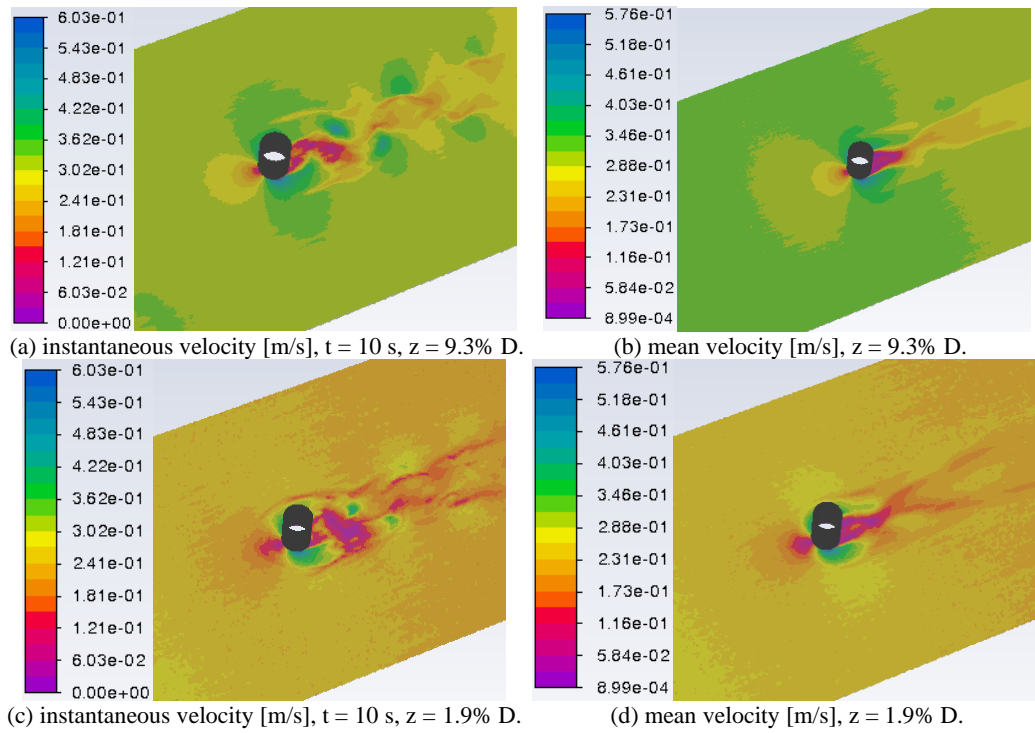 6.03e-01
5.43e-01
4.83e-01
4.22e-01
3.62e-01
3.02e-01
2.41e-01
1.81e-01
1.21e-01
6.03e-02
0.00e+00
5.76e-01
5.18e-01
4.61e-01
4.03e-01
3.46e-01
2.88e-01
2.31e-01
1.73e-01
1.16e-01
5.84e-02
8.99e-04
(a) instantaneous velocity [m/s], t = 10 s, z = 9.3% D.
(b) mean velocity [m/s], z = 9.3% D.
6.03e-01
5.43e-01
4.83e-01
4.22e-01
3.62e-01
3.02e-01
2.41e-01
1.81e-01
1.21e-01
6.03e-02
0.00e+00
5.76e-01
5.18e-01
4.61e-01
4.03e-01
3.46e-01
2.88e-01
2.31e-01
1.73e-01
1.16e-01
5.84e-02
8.99e-04
(c) instantaneous velocity [m/s], t = 10 s, z = 1.9% D.
(d) mean velocity [m/s], z = 1.9% D.